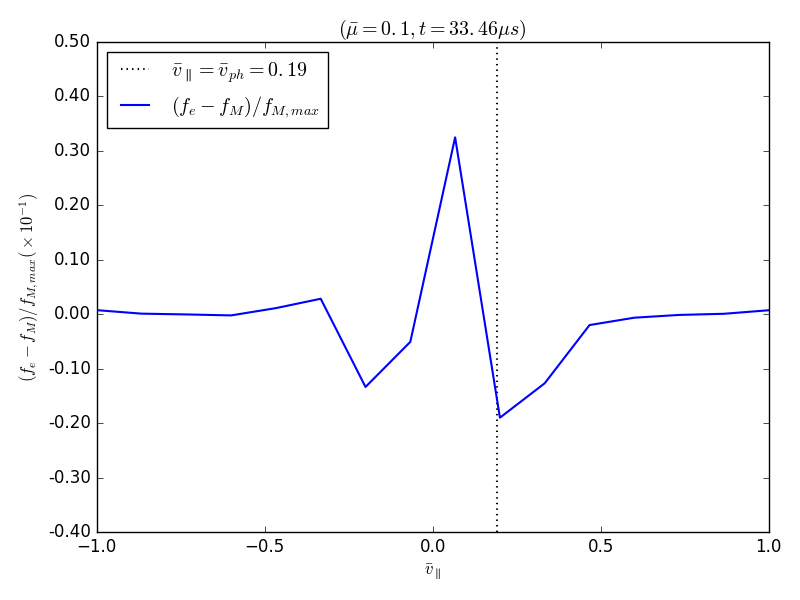 (μ̄ = 0.1, t = 33.46μs)
0.50
v̄∥ = v̄ph = 0.19
(fe − fM)/fM,max
0.40
0.30
0.20
0.10
0.00
-0.10
-0.20
-0.30
-0.40
(fe − fM)/fM,max(×10⁻¹)
−1.0 −0.5 0.0 0.5 1.0
v̄∥